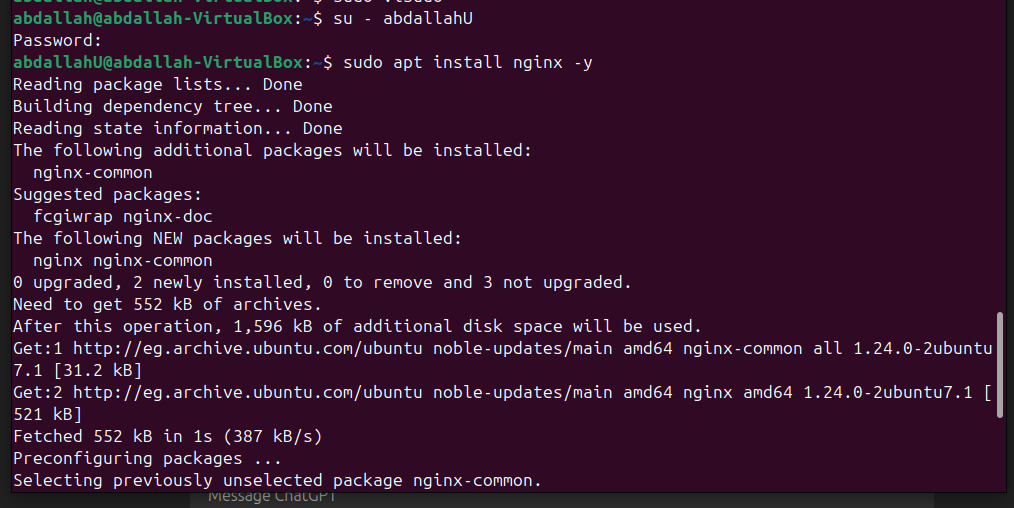 abdallah@abdallah-VirtualBox:~$ su - abdallahU
Password:
abdallahU@abdallah-VirtualBox:~$ sudo apt install nginx -y
Reading package lists... Done
Building dependency tree... Done
Reading state information... Done
The following additional packages will be installed:
  nginx-common
Suggested packages:
  fcgiwrap nginx-doc
The following NEW packages will be installed:
  nginx nginx-common
0 upgraded, 2 newly installed, 0 to remove and 3 not upgraded.
Need to get 552 kB of archives.
After this operation, 1,596 kB of additional disk space will be used.
Get:1 http://eg.archive.ubuntu.com/ubuntu noble-updates/main amd64 nginx-common all 1.24.0-2ubuntu
7.1 [31.2 kB]
Get:2 http://eg.archive.ubuntu.com/ubuntu noble-updates/main amd64 nginx amd64 1.24.0-2ubuntu7.1 [
521 kB]
Fetched 552 kB in 1s (387 kB/s)
Preconfiguring packages ...
Selecting previously unselected package nginx-common.
Message ChatGPT